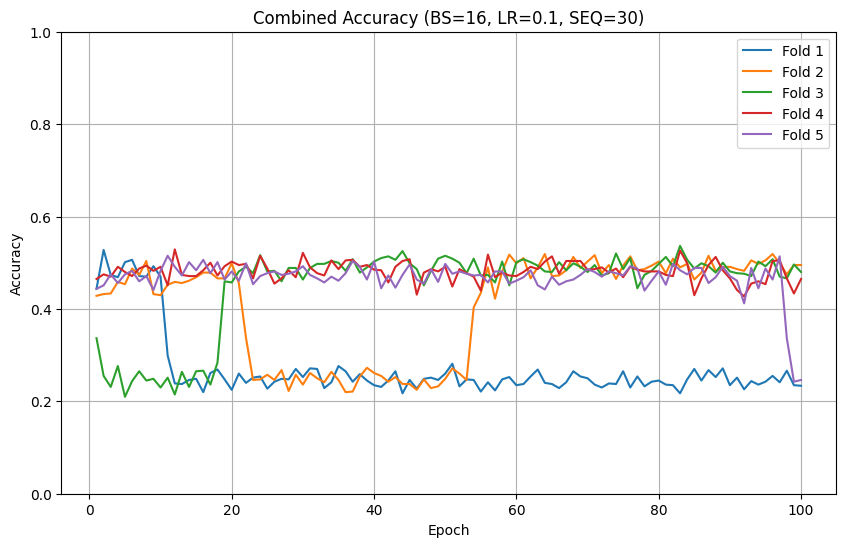 Combined Accuracy (BS=16, LR=0.1, SEQ=30)
1.0
0.8
0.6
0.4
0.2
0.0
Accuracy
Fold 1
Fold 2
Fold 3
Fold 4
Fold 5
0 20 40 60 80 100
Epoch